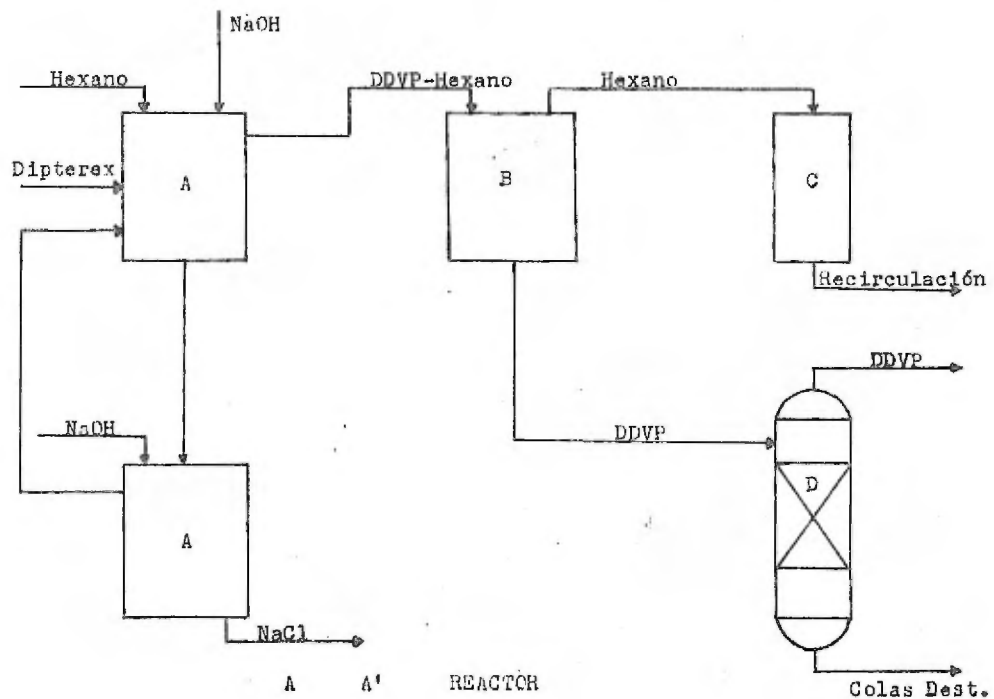 NaOH
Hexano
DDVP-Hexano
Hexano
Dipterex
A
B
C
Recirculación
DDVP
NaOH
DDVP
D
A
NaCl
A A' REACTOR
Colas Dest.